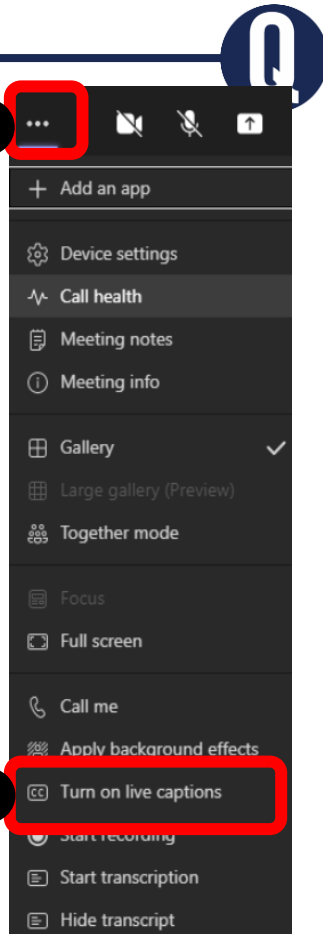 Q
Add an app
Device settings
Call health
Meeting notes
Meeting info
Gallery
Large gallery (Preview)
Together mode
Focus
Full screen
Call me
Apply background effects
CC Turn on live captions
Start recording
Start transcription
Hide transcript